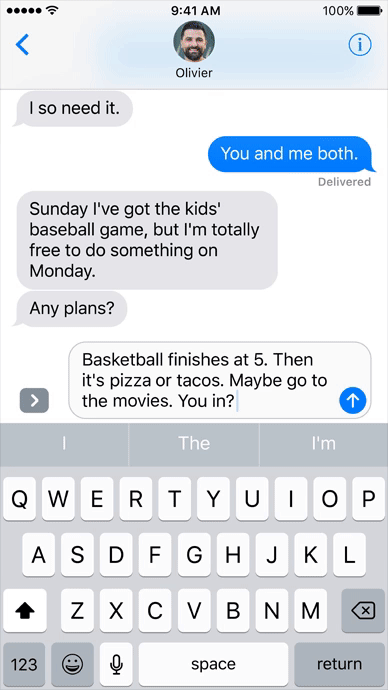 9:41 AM
100%
Olivier
I so need it.
You and me both.
Delivered
Sunday I've got the kids'
baseball game, but I'm totally
free to do something on
Monday.
Any plans?
Basketball finishes at 5. Then
it's pizza or tacos. Maybe go to
the movies. You in?
I The I'm
Q W E R T Y U I O P
A S D F G H J K L
Z X C V B N M
123 space return